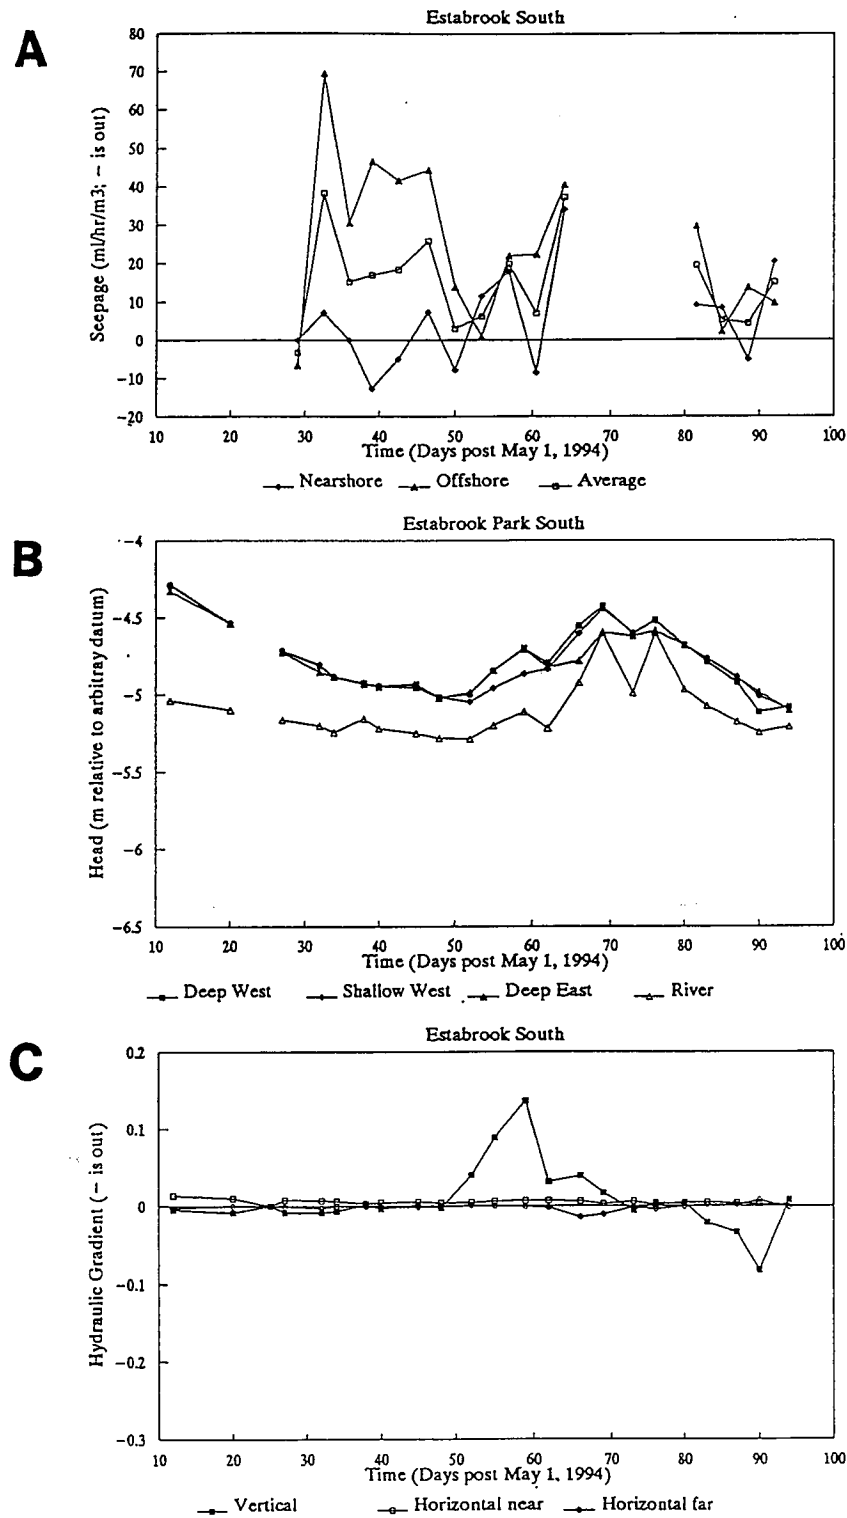 A
Estabrook South
80
70
60
50
40
30
20
10
0
−10
−20
Seepage (ml/hr/m3; − is out)
10 20 30 40 50 60 70 80 90 100
Time (Days post May 1, 1994)
Nearshore Offshore Average
B
Estabrook Park South
−4
−4.5
−5
−5.5
−6
−6.5
Head (m relative to arbitray datum)
10 20 30 40 50 60 70 80 90 100
Time (Days post May 1, 1994)
Deep West Shallow West Deep East River
C
Estabrook South
0.2
0.1
0
−0.1
−0.2
−0.3
Hydraulic Gradient (− is out)
10 20 30 40 50 60 70 80 90 100
Time (Days post May 1, 1994)
Vertical Horizontal near Horizontal far